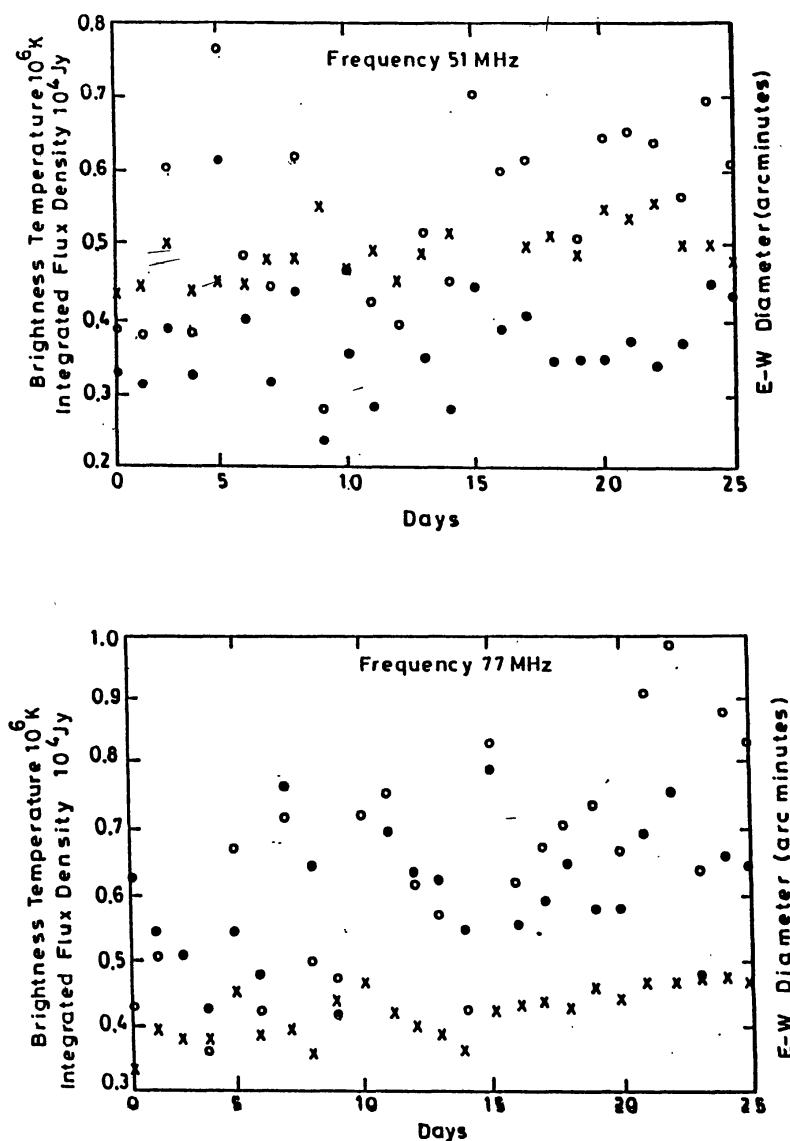 Frequency 51 MHz
Brightness Temperature 10⁶K
Integrated Flux Density 10⁴Jy
0.8
0.7
0.6
0.5
0.4
0.3
0.2
0
5
10
15
20
25
Days
E-W Diameter (arcminutes)
Frequency 77 MHz
Brightness Temperature 10⁶K
Integrated Flux Density 10⁴Jy
1.0
0.9
0.8
0.7
0.6
0.5
0.4
0.3
0
5
10
15
20
25
Days
E-W Diameter (arc minutes)